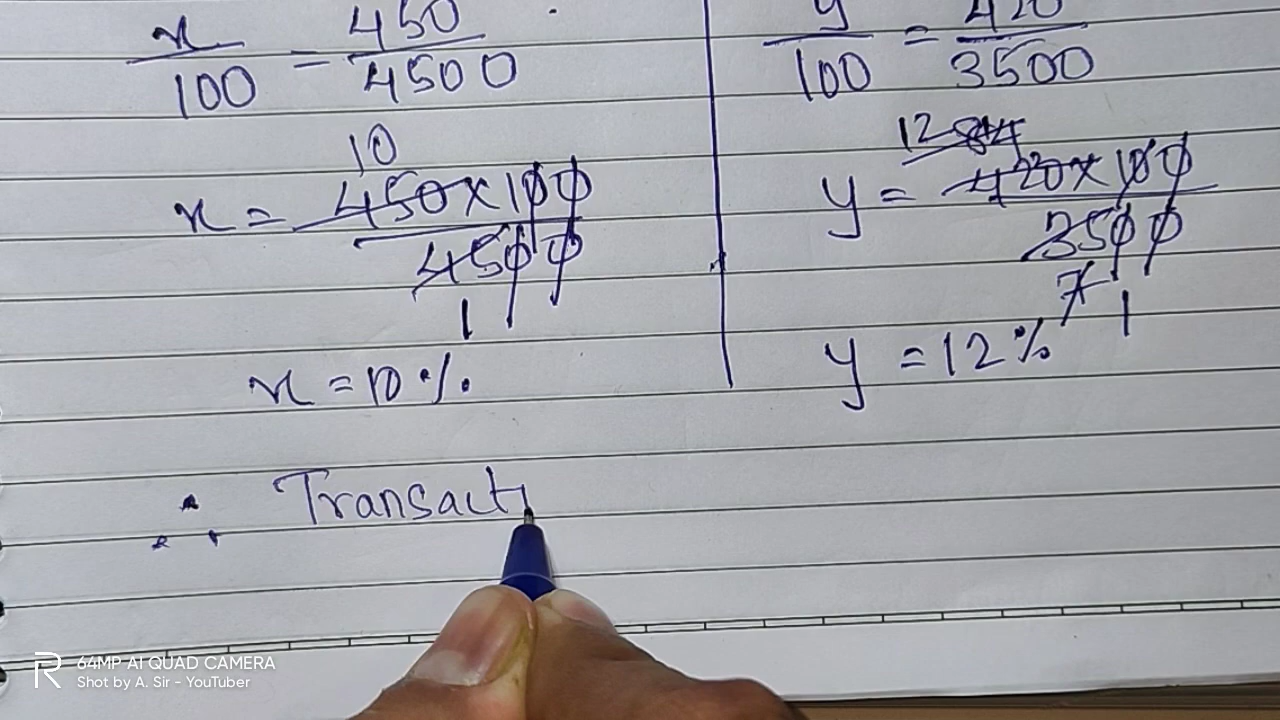 x/100 = 450/4500
10
x = 450 x 100/4500
1
x = 10 %.
y/100 = 420/3500
12 84
y = 420 x 100/3500
7 1
y = 12 %
∴ Transacti
64MP AI QUAD CAMERA
Shot by A. Sir - YouTuber